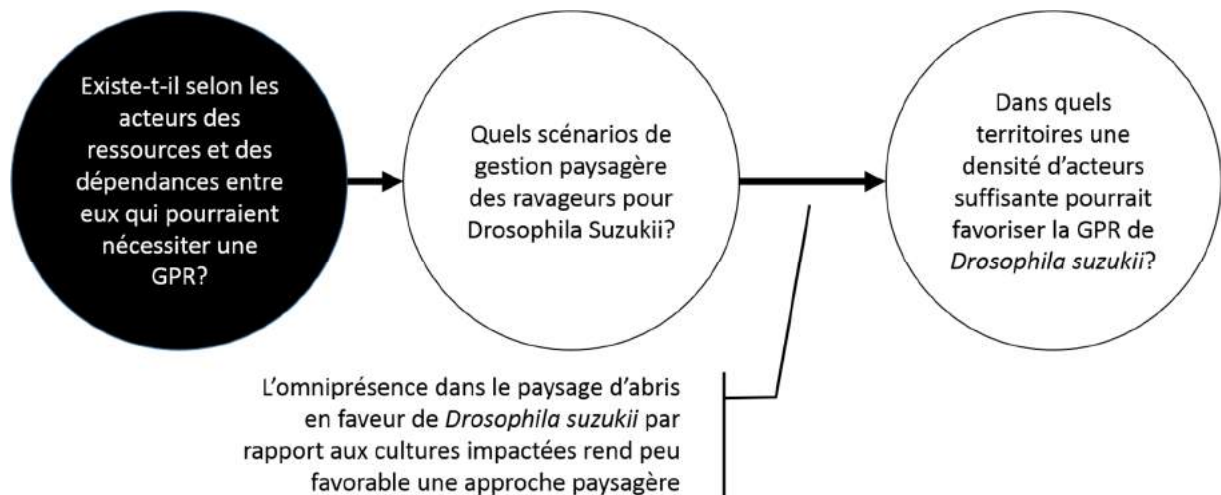 Existe-t-il selon les
acteurs des
ressources et des
dépendances entre
eux qui pourraient
nécessiter une
GPR?
Quels scénarios de
gestion paysagère
des ravageurs pour
Drosophila Suzukii?
Dans quels
territoires une
densité d'acteurs
suffisante pourrait
favoriser la GPR de
Drosophila suzukii?
L'omniprésence dans le paysage d'abris
en faveur de Drosophila suzukii par
rapport aux cultures impactées rend peu
favorable une approche paysagère